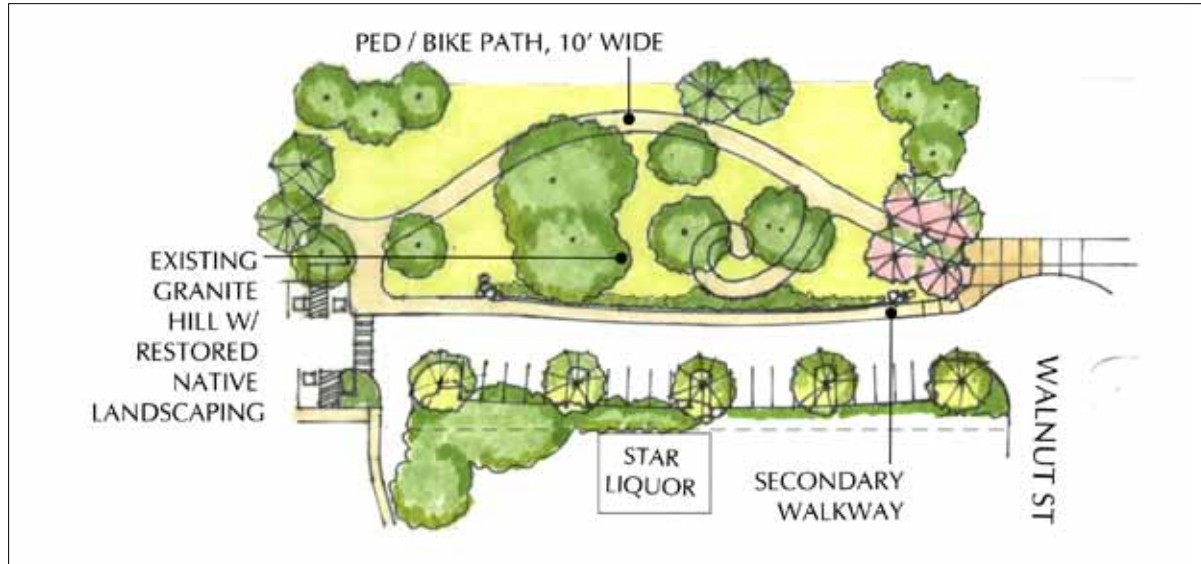 PED / BIKE PATH, 10' WIDE
EXISTING
GRANITE
HILL W/
RESTORED
NATIVE
LANDSCAPING
STAR
LIQUOR
SECONDARY
WALKWAY
WALNUT ST